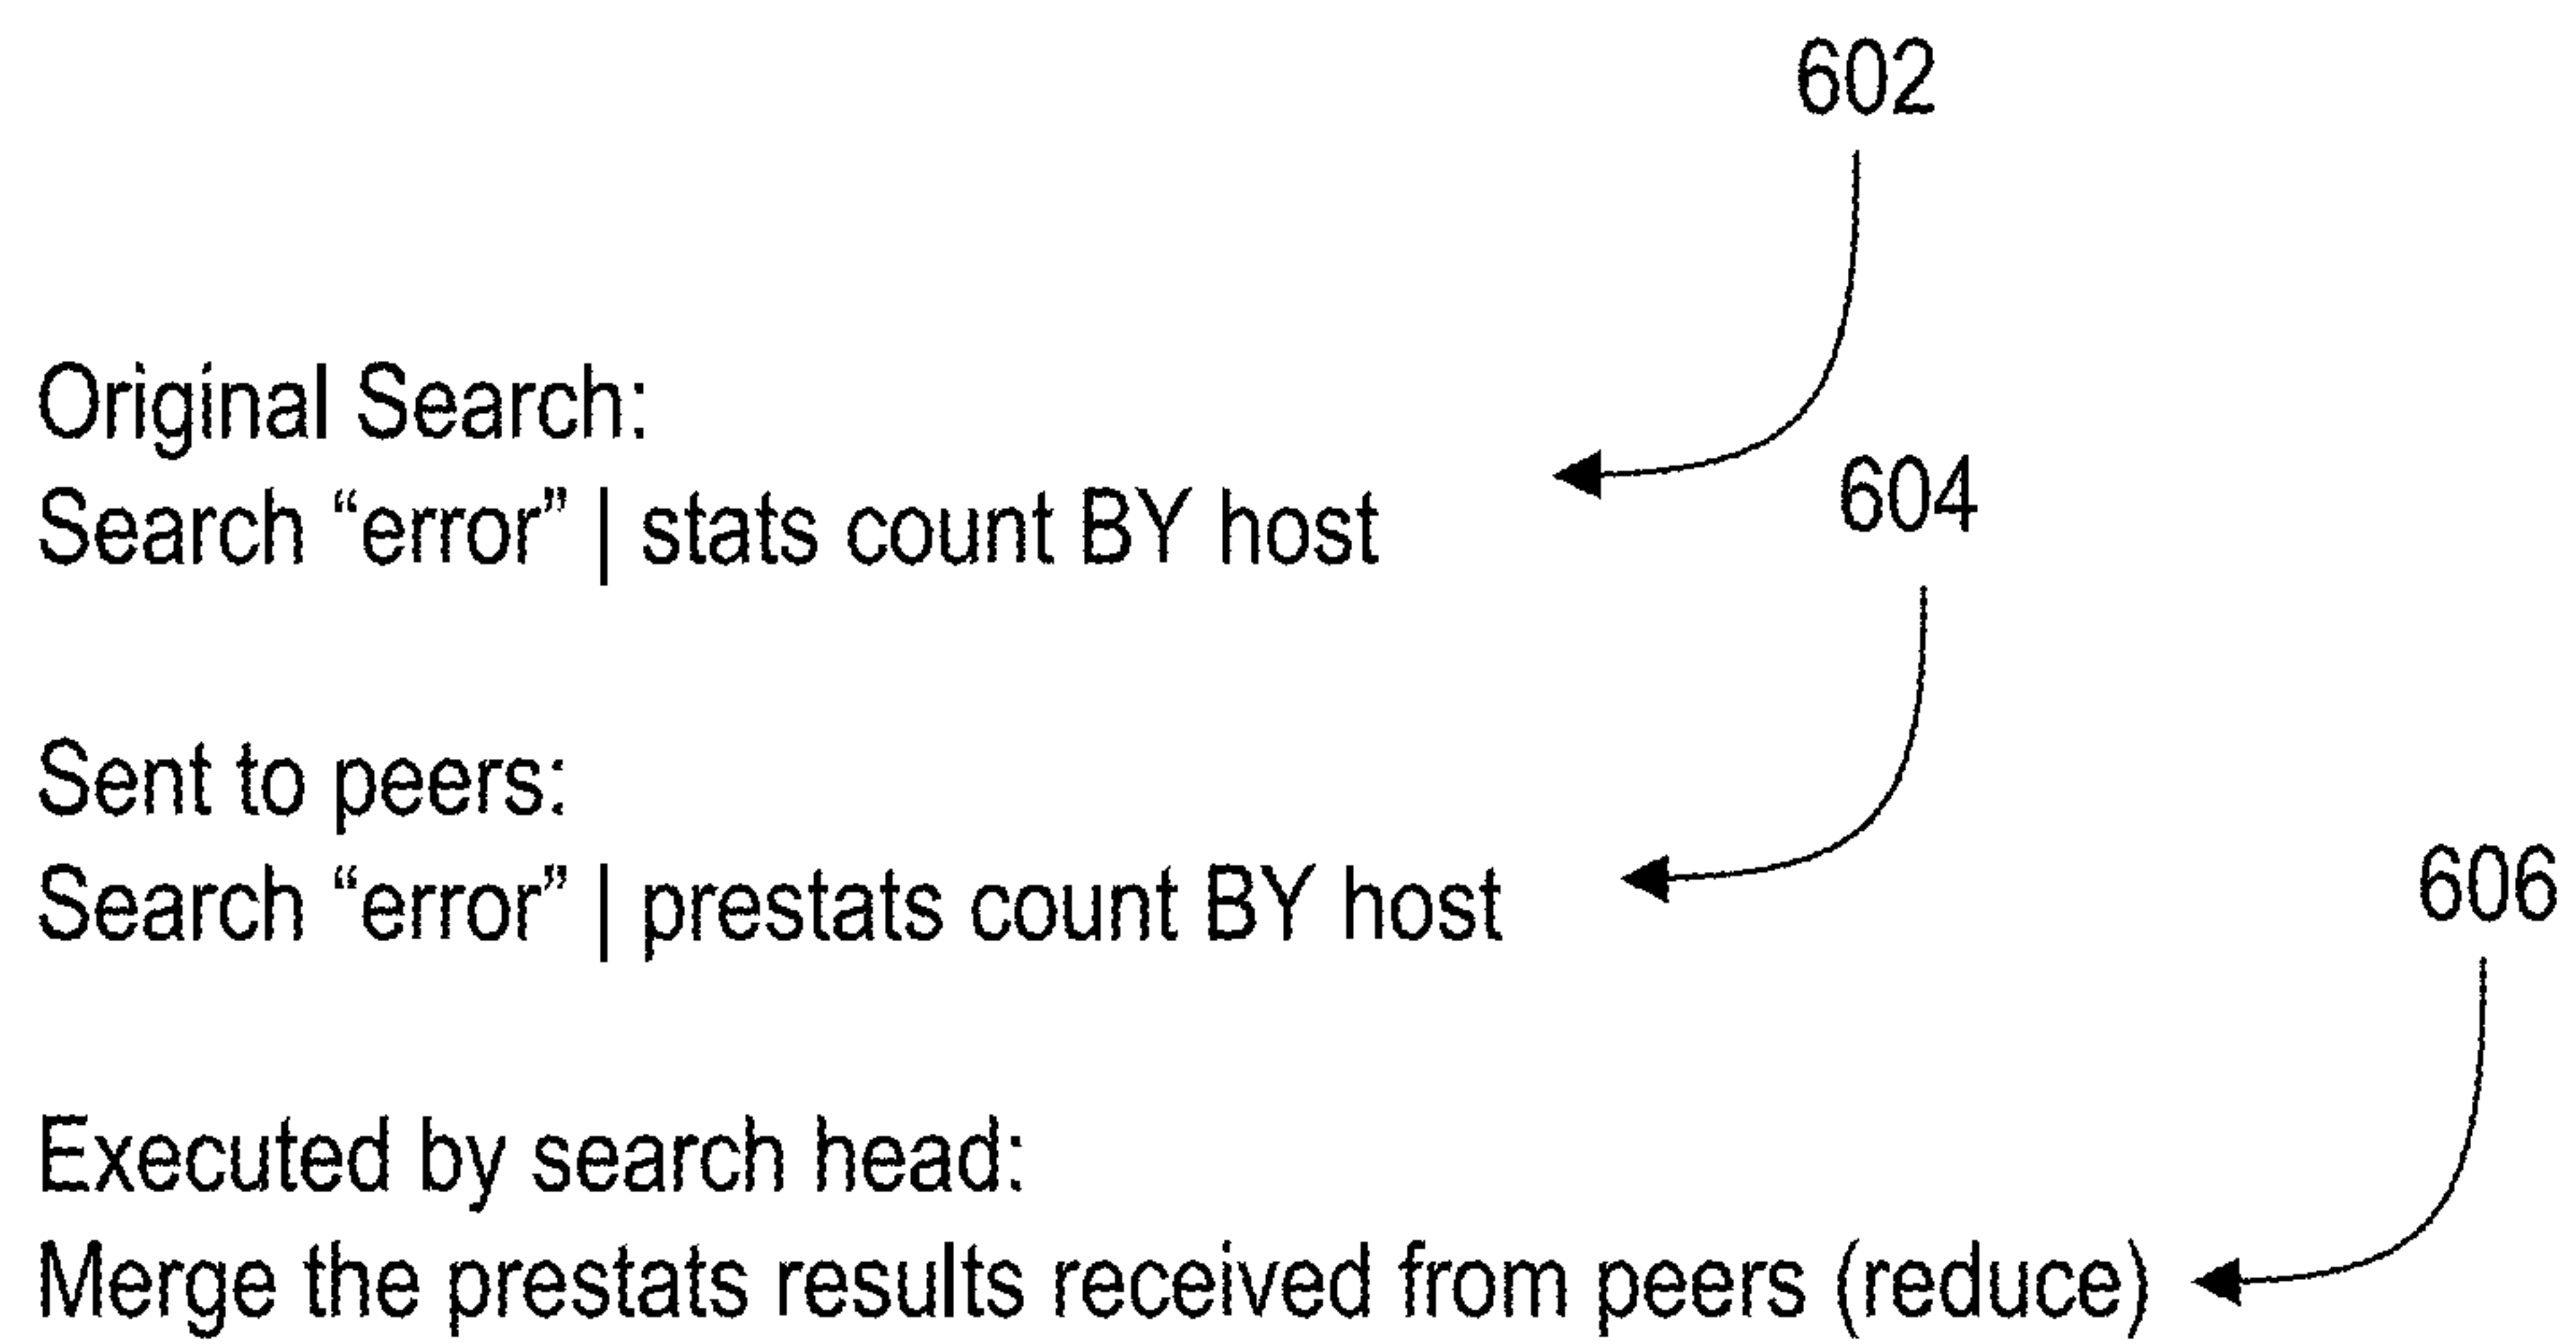 602
Original Search:
Search “error” | stats count BY host
604
Sent to peers:
Search “error” | prestats count BY host
606
Executed by search head:
Merge the prestats results received from peers (reduce)